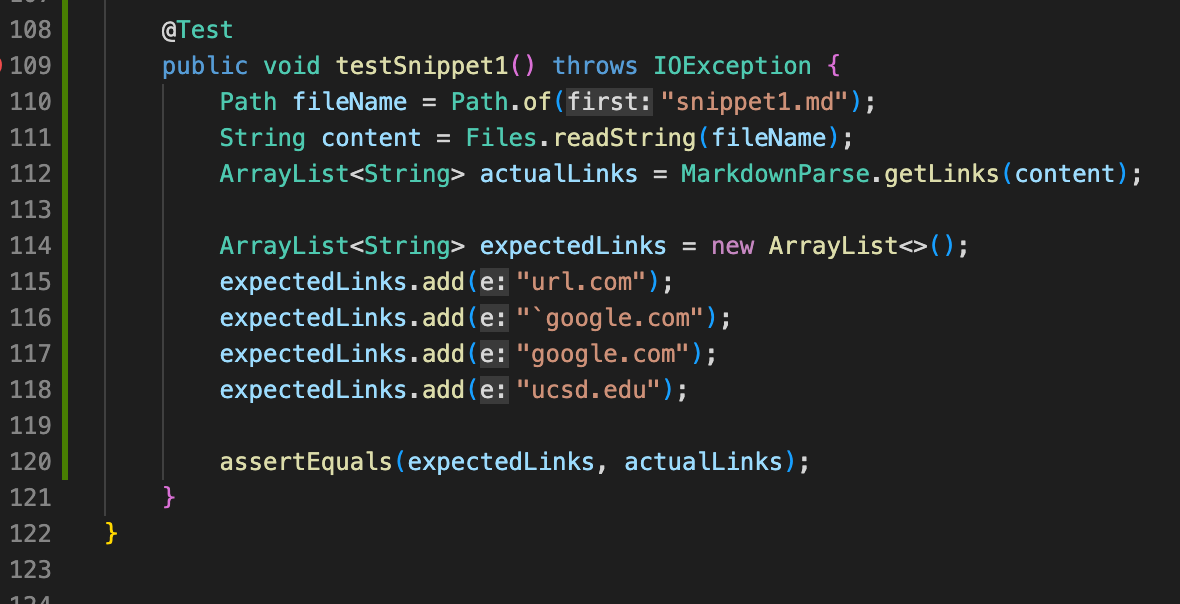 108 @Test
109 public void testSnippet1() throws IOException {
110 Path fileName = Path.of(first: "snippet1.md");
111 String content = Files.readString(fileName);
112 ArrayList<String> actualLinks = MarkdownParse.getLinks(content);
113
114 ArrayList<String> expectedLinks = new ArrayList<>();
115 expectedLinks.add(e: "url.com");
116 expectedLinks.add(e: "`google.com");
117 expectedLinks.add(e: "google.com");
118 expectedLinks.add(e: "ucsd.edu");
119
120 assertEquals(expectedLinks, actualLinks);
121 }
122 }
123